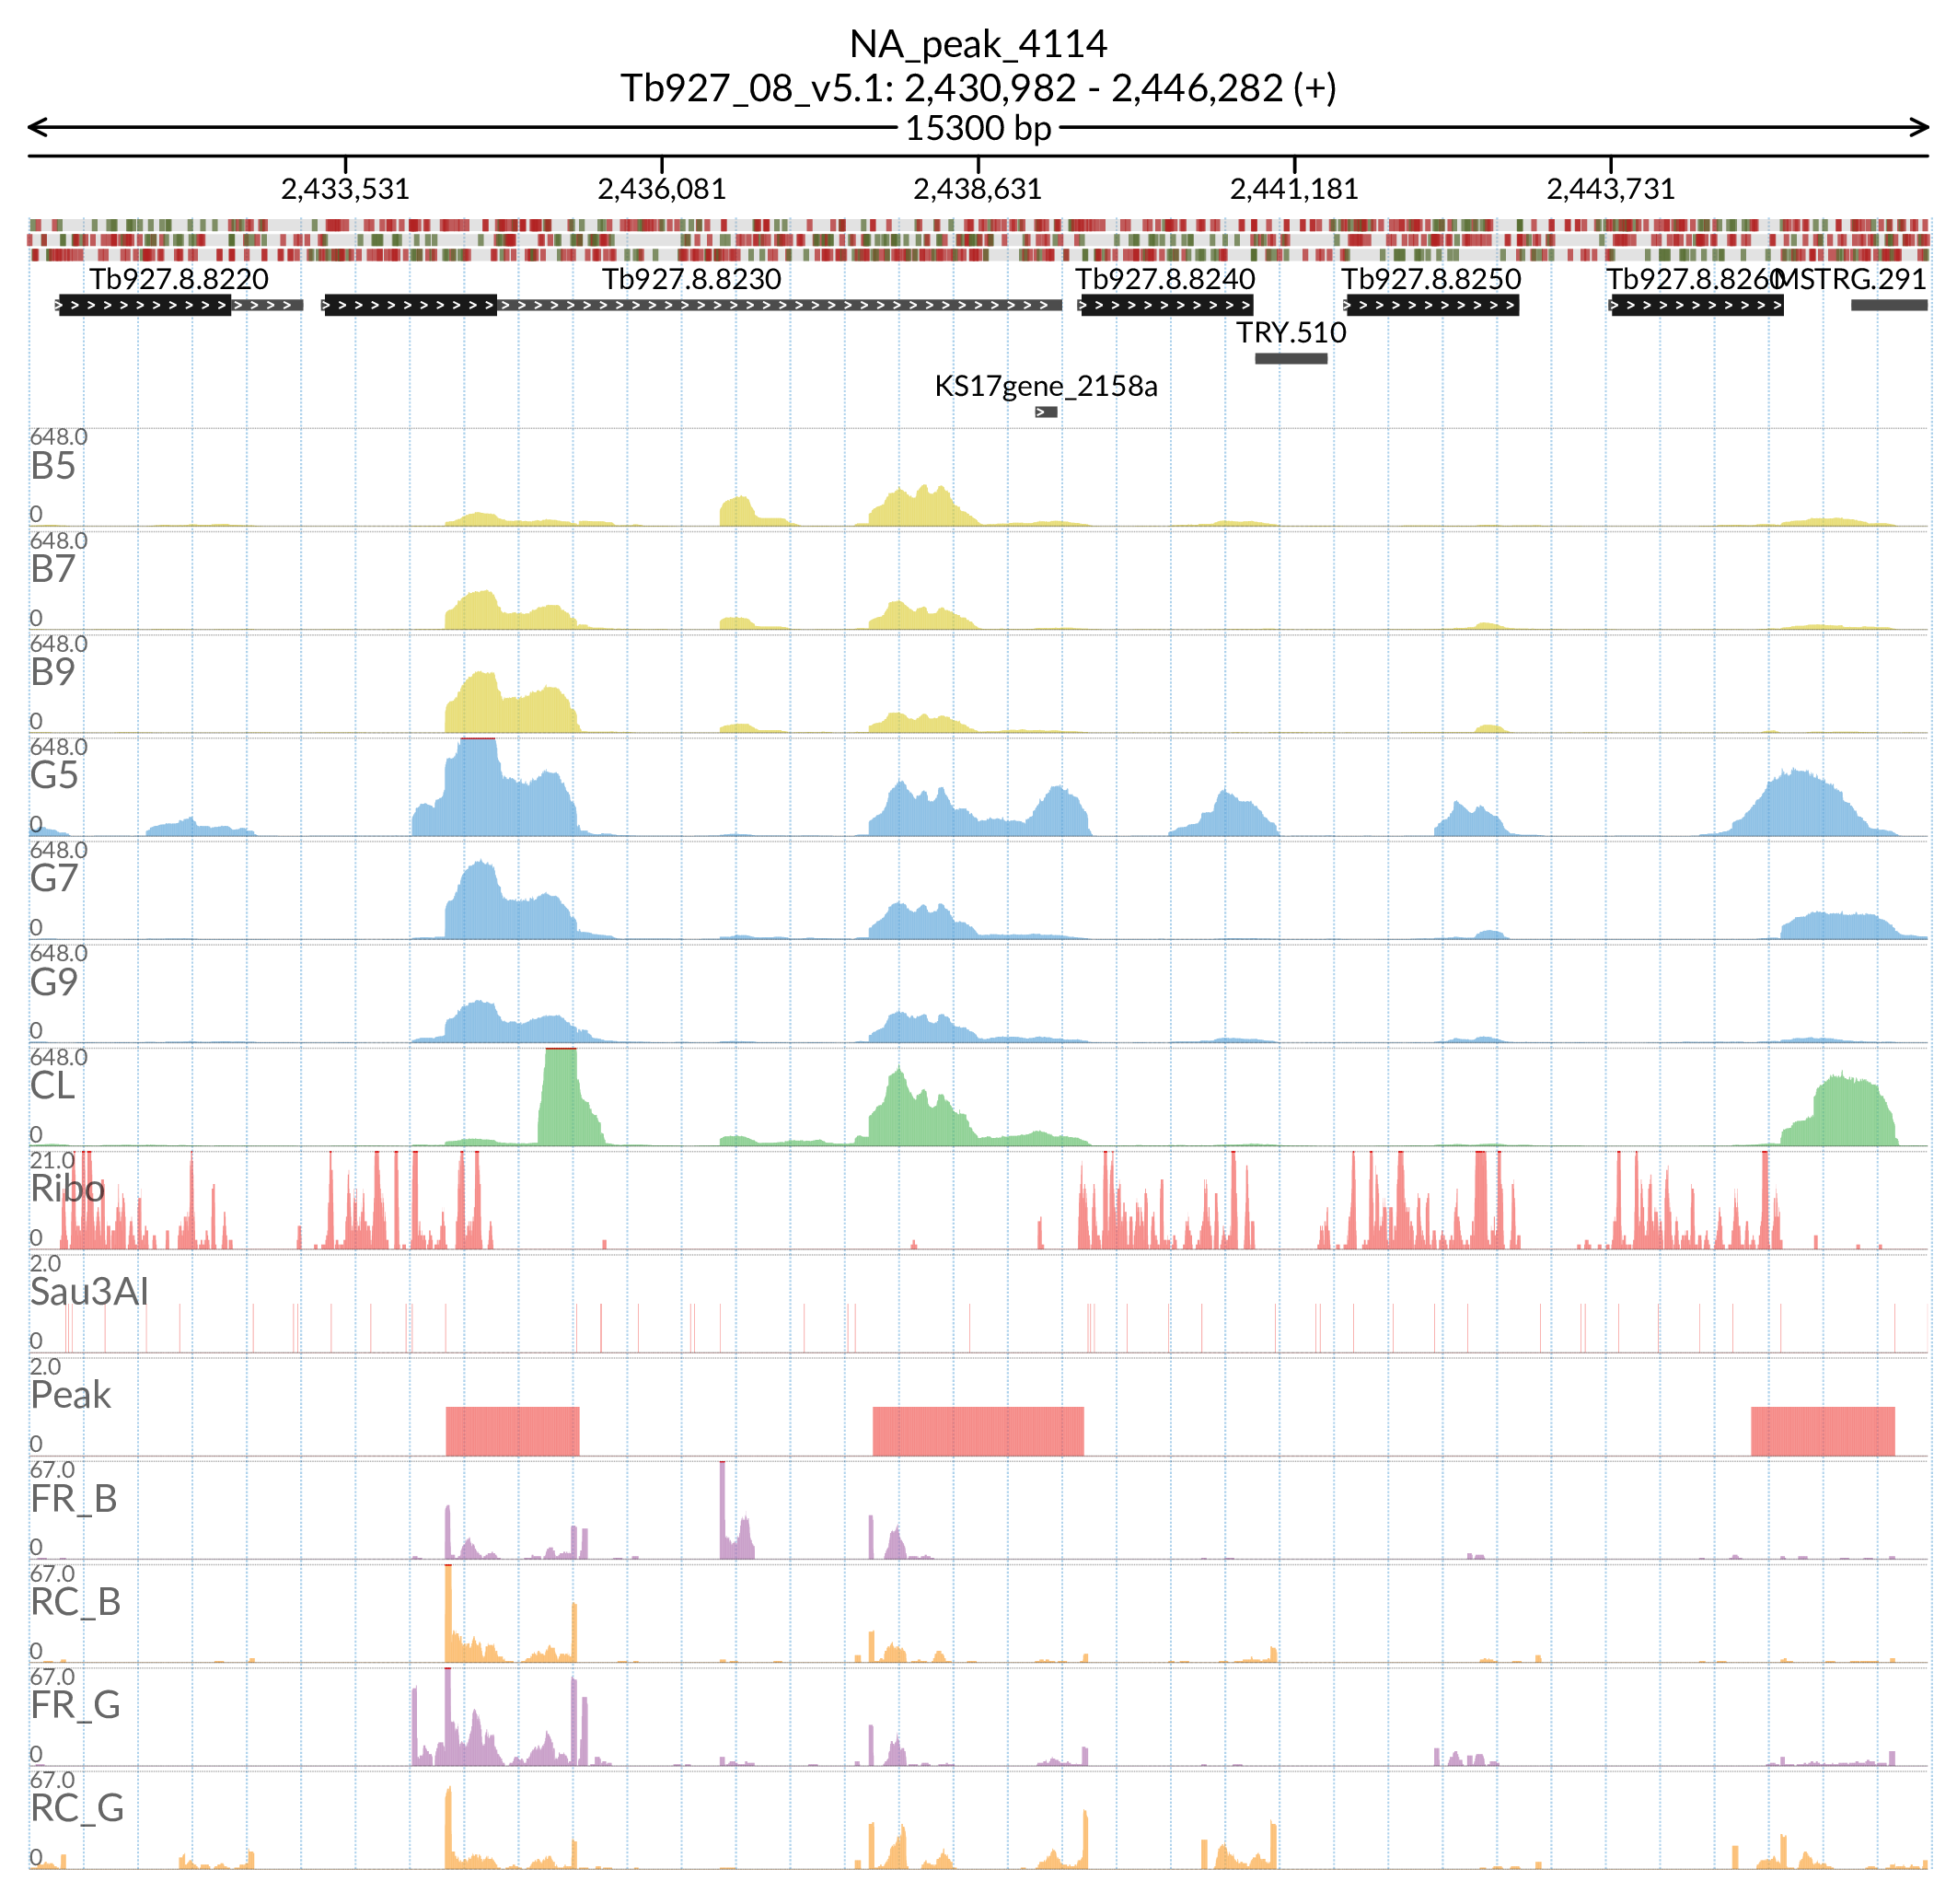 NA_peak_4114
Tb927_08_v5.1: 2,430,982 - 2,446,282 (+)
15300 bp
2,433,531 2,436,081 2,438,631 2,441,181 2,443,731
Tb927.8.8220 Tb927.8.8230 Tb927.8.8240 Tb927.8.8250 Tb927.8.8260 MSTRG.291
TRY.510
KS17gene_2158a
648.0
B5
0
648.0
B7
0
648.0
B9
0
648.0
G5
0
648.0
G7
0
648.0
G9
0
648.0
CL
0
21.0
Ribo
0
2.0
Sau3AI
0
2.0
Peak
0
67.0
FR_B
0
67.0
RC_B
0
67.0
FR_G
0
67.0
RC_G
0